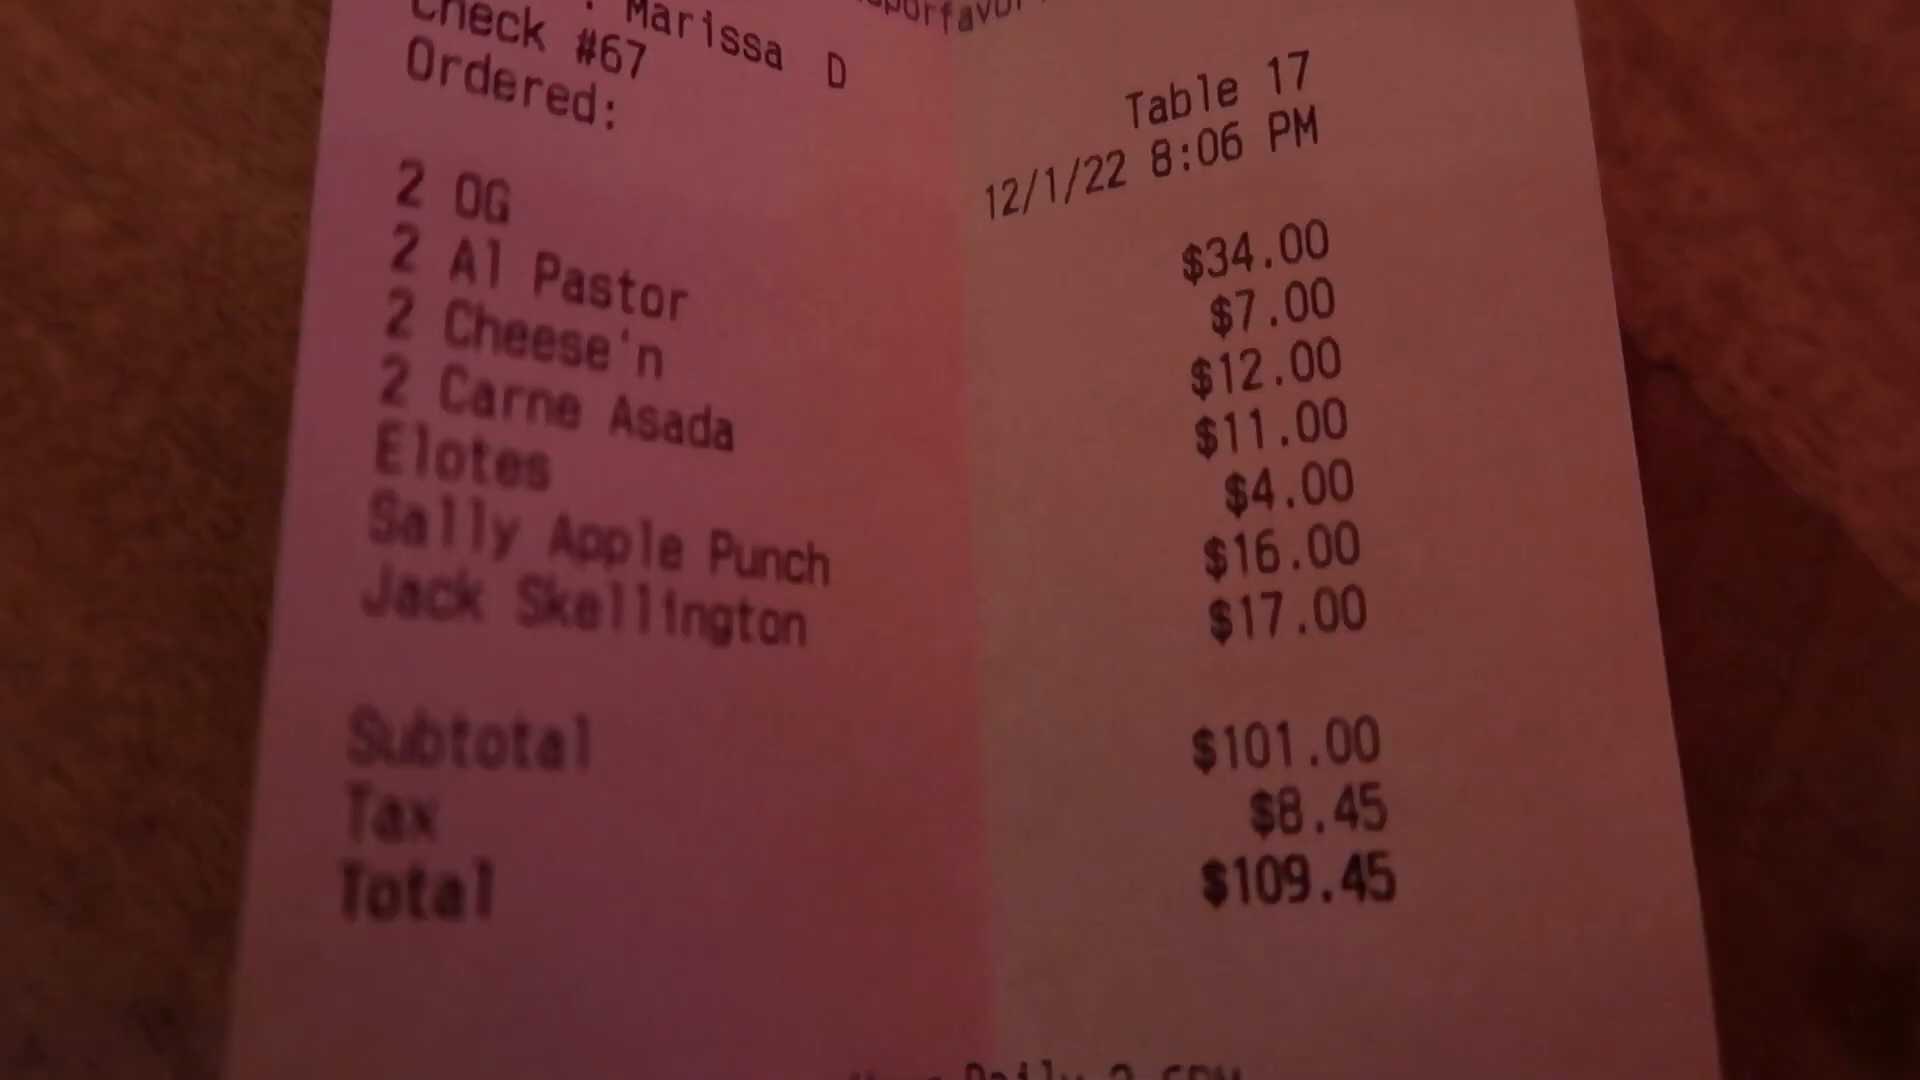 Marissa D
Check #67 Table 17
Ordered: 12/1/22 8:06 PM
2 OG $34.00
2 Al Pastor $7.00
2 Cheese'n $12.00
2 Carne Asada $11.00
Elotes $4.00
Sally Apple Punch $16.00
Jack Skellington $17.00
Subtotal $101.00
Tax $8.45
Total $109.45
Daily